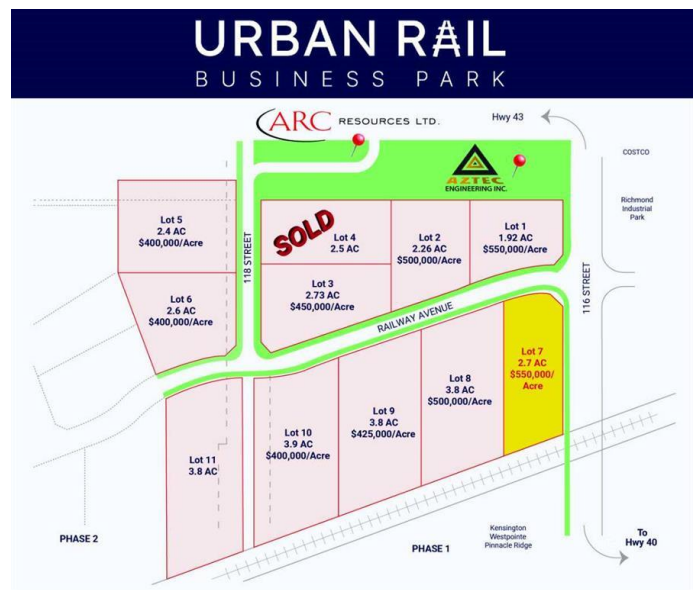 URBAN RAIL
BUSINESS PARK
ARC RESOURCES LTD.
Hwy 43
COSTCO
AZTEC
ENGINEERING INC.
Richmond
Industrial
Park
Lot 5
2.4 AC
$400,000/Acre
118 STREET
SOLD
Lot 4
2.5 AC
Lot 2
2.26 AC
$500,000/Acre
Lot 1
1.92 AC
$550,000/Acre
Lot 6
2.6 AC
$400,000/Acre
Lot 3
2.73 AC
$450,000/Acre
116 STREET
RAILWAY AVENUE
Lot 7
2.7 AC
$550,000/
Acre
Lot 8
3.8 AC
$500,000/Acre
Lot 9
3.8 AC
$425,000/Acre
Lot 10
3.9 AC
$400,000/Acre
Lot 11
3.8 AC
PHASE 2
PHASE 1
Kensington
Westpointe
Pinnacle Ridge
To
Hwy 40